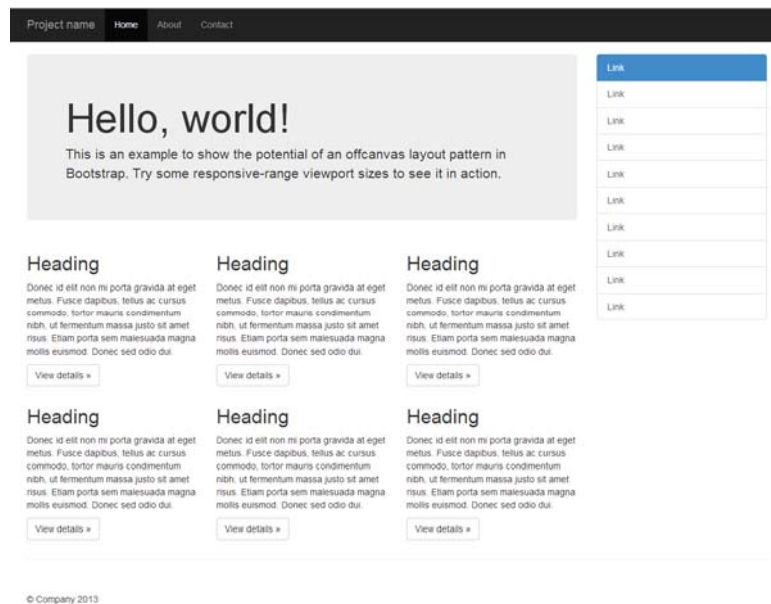 Project name Home About Contact
Hello, world!
This is an example to show the potential of an offcanvas layout pattern in
Bootstrap. Try some responsive-range viewport sizes to see it in action.
Heading
Donec id elit non mi porta gravida at eget
metus. Fusce dapibus, tellus ac cursus
commodo, tortor mauris condimentum
nibh, ut fermentum massa justo sit amet
risus. Etiam porta sem malesuada magna
mollis euismod. Donec sed odio dui.
View details »
Heading
Donec id elit non mi porta gravida at eget
metus. Fusce dapibus, tellus ac cursus
commodo, tortor mauris condimentum
nibh, ut fermentum massa justo sit amet
risus. Etiam porta sem malesuada magna
mollis euismod. Donec sed odio dui.
View details »
Heading
Donec id elit non mi porta gravida at eget
metus. Fusce dapibus, tellus ac cursus
commodo, tortor mauris condimentum
nibh, ut fermentum massa justo sit amet
risus. Etiam porta sem malesuada magna
mollis euismod. Donec sed odio dui.
View details »
Heading
Donec id elit non mi porta gravida at eget
metus. Fusce dapibus, tellus ac cursus
commodo, tortor mauris condimentum
nibh, ut fermentum massa justo sit amet
risus. Etiam porta sem malesuada magna
mollis euismod. Donec sed odio dui.
View details »
Heading
Donec id elit non mi porta gravida at eget
metus. Fusce dapibus, tellus ac cursus
commodo, tortor mauris condimentum
nibh, ut fermentum massa justo sit amet
risus. Etiam porta sem malesuada magna
mollis euismod. Donec sed odio dui.
View details »
Heading
Donec id elit non mi porta gravida at eget
metus. Fusce dapibus, tellus ac cursus
commodo, tortor mauris condimentum
nibh, ut fermentum massa justo sit amet
risus. Etiam porta sem malesuada magna
mollis euismod. Donec sed odio dui.
View details »
Link
Link
Link
Link
Link
Link
Link
Link
Link
Link
© Company 2013